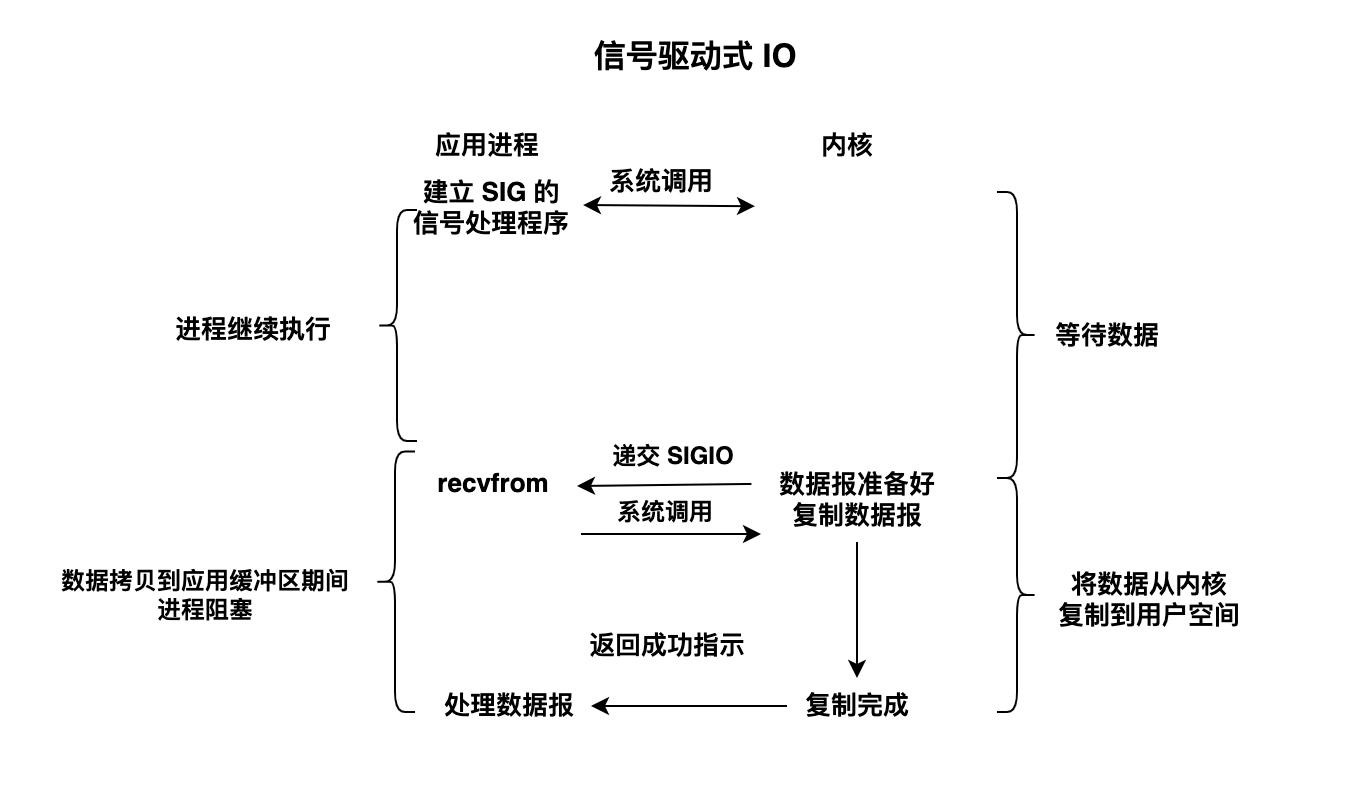 信号驱动式 IO
应用进程
内核
建立 SIG 的
信号处理程序
系统调用
进程继续执行
等待数据
递交 SIGIO
recvfrom
数据报准备好
复制数据报
系统调用
数据拷贝到应用缓冲区期间
进程阻塞
将数据从内核
复制到用户空间
返回成功指示
处理数据报
复制完成